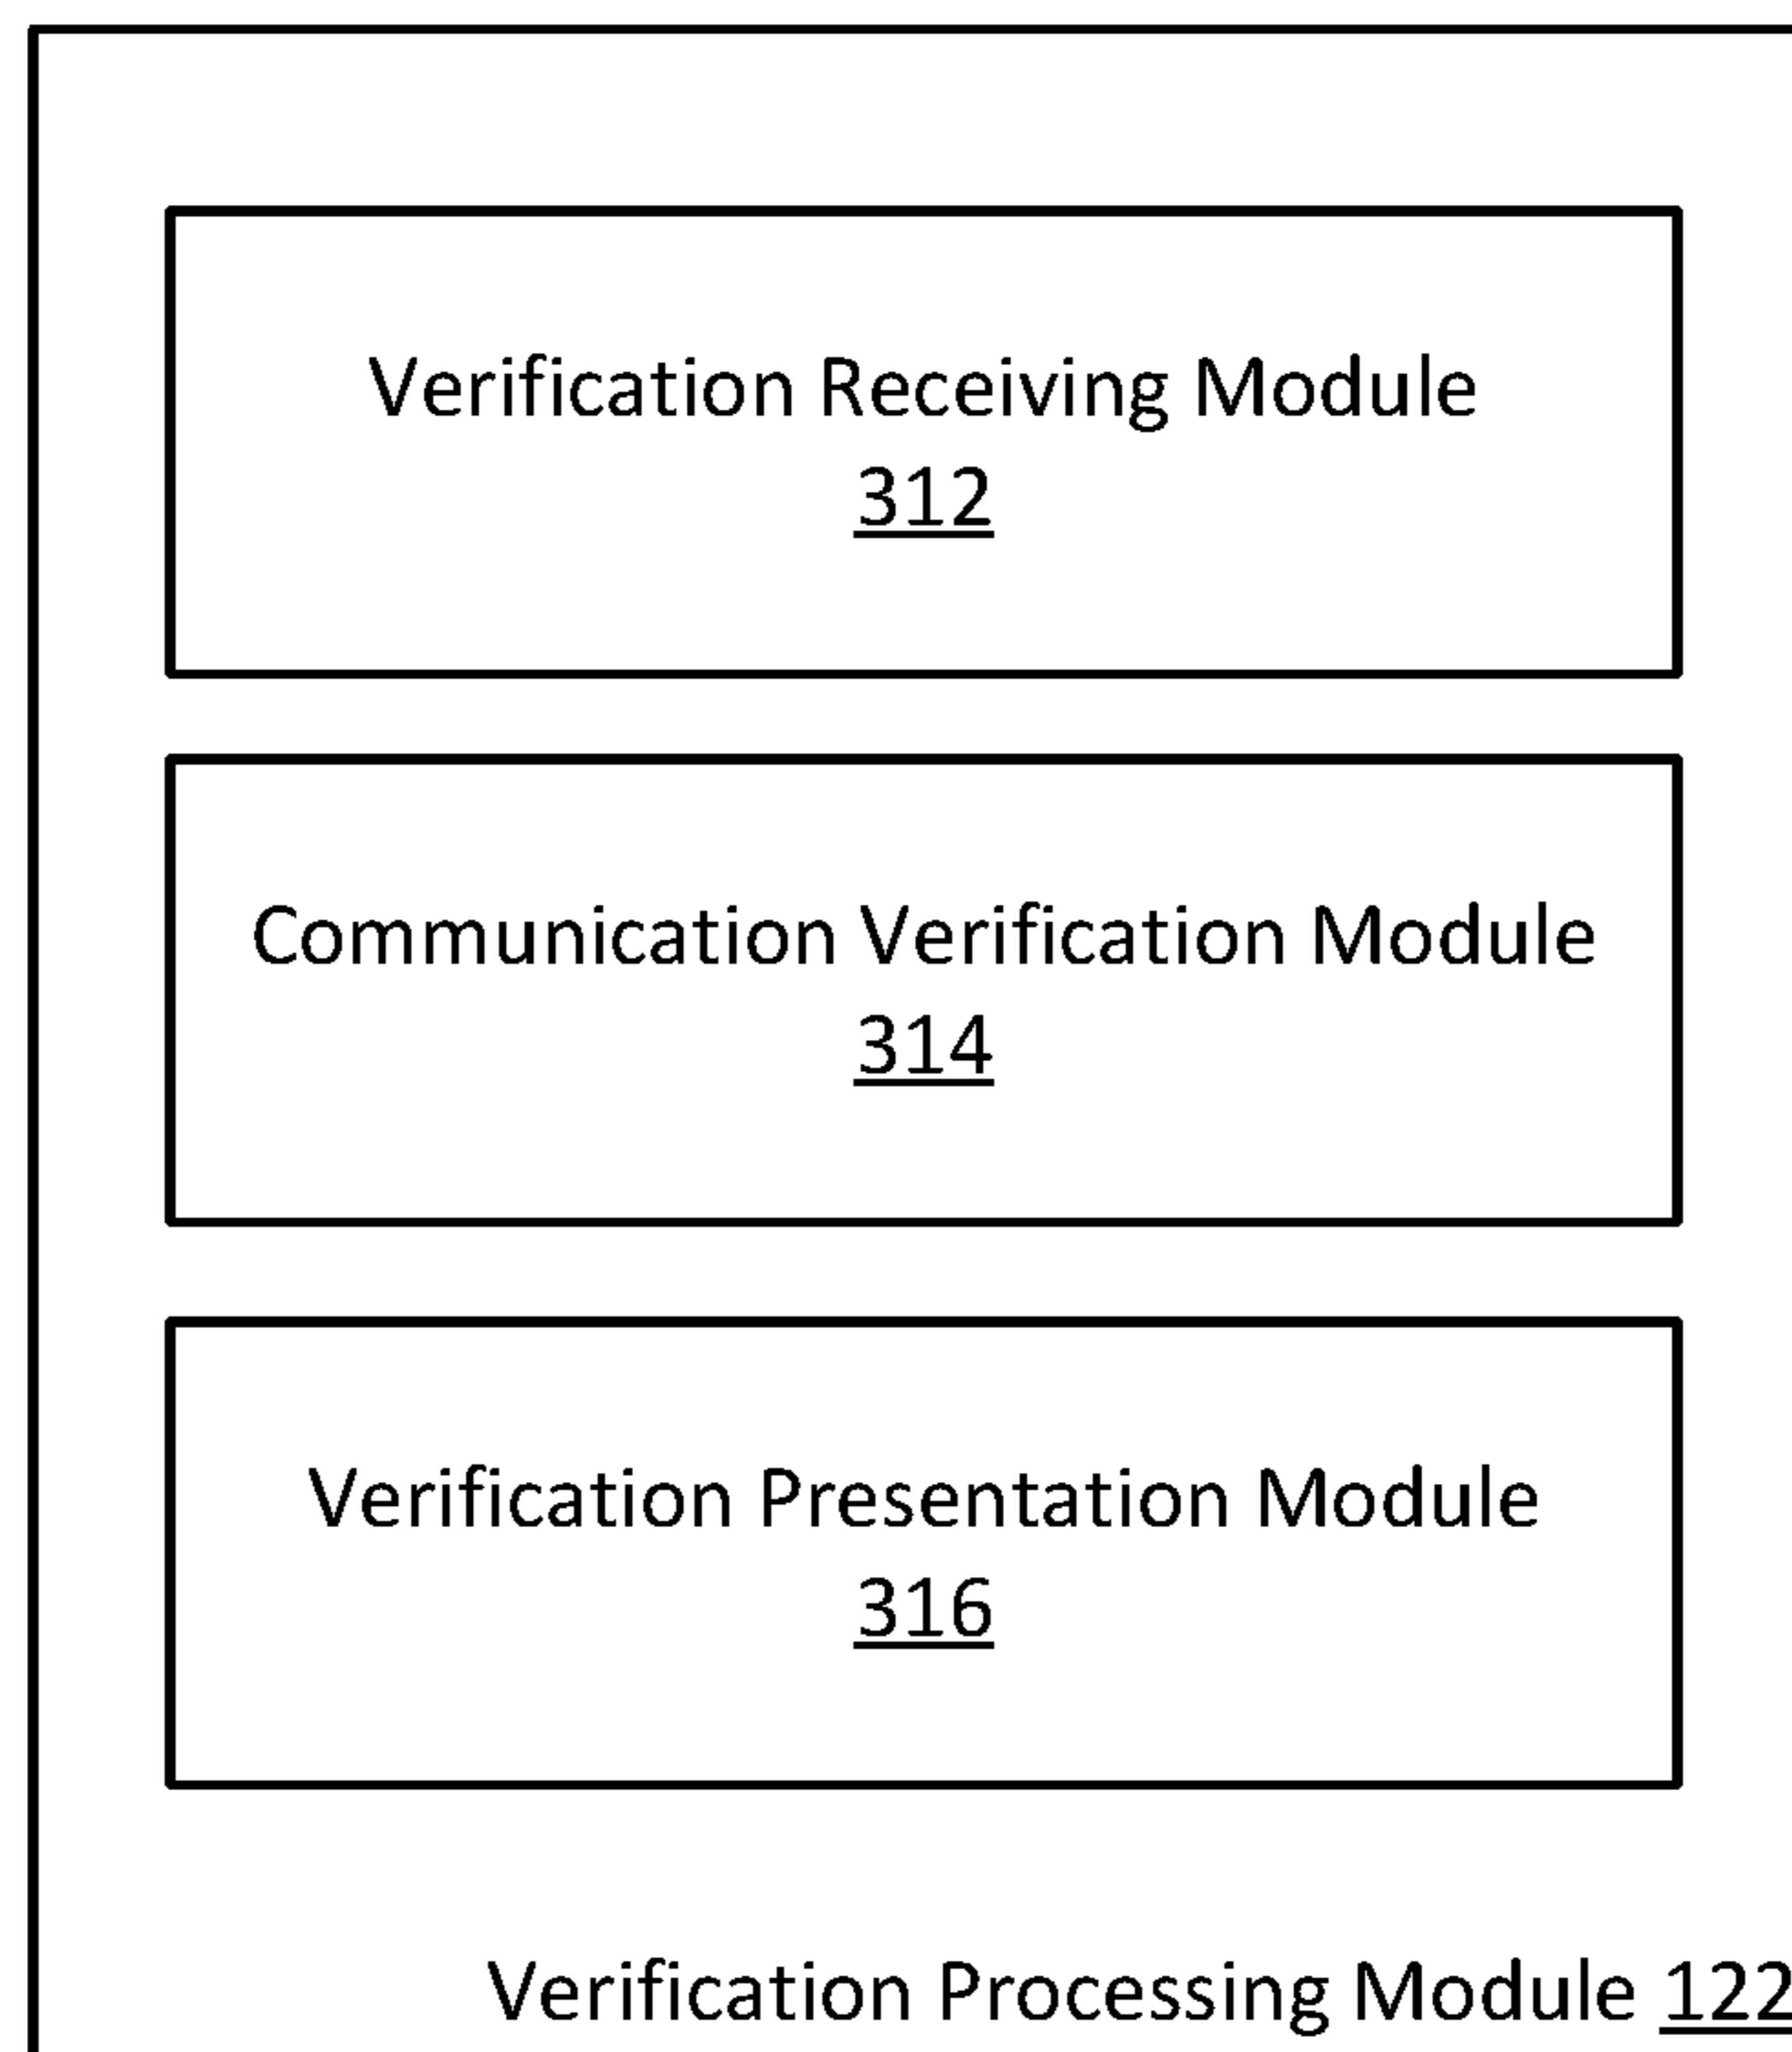 Verification Receiving Module
312
Communication Verification Module
314
Verification Presentation Module
316
Verification Processing Module 122